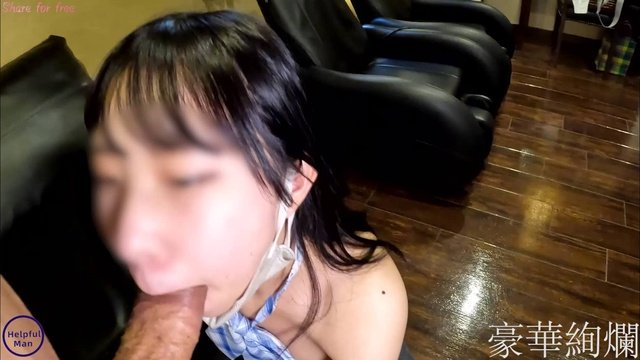 Share for free
Helpful
Man
豪華絢爛